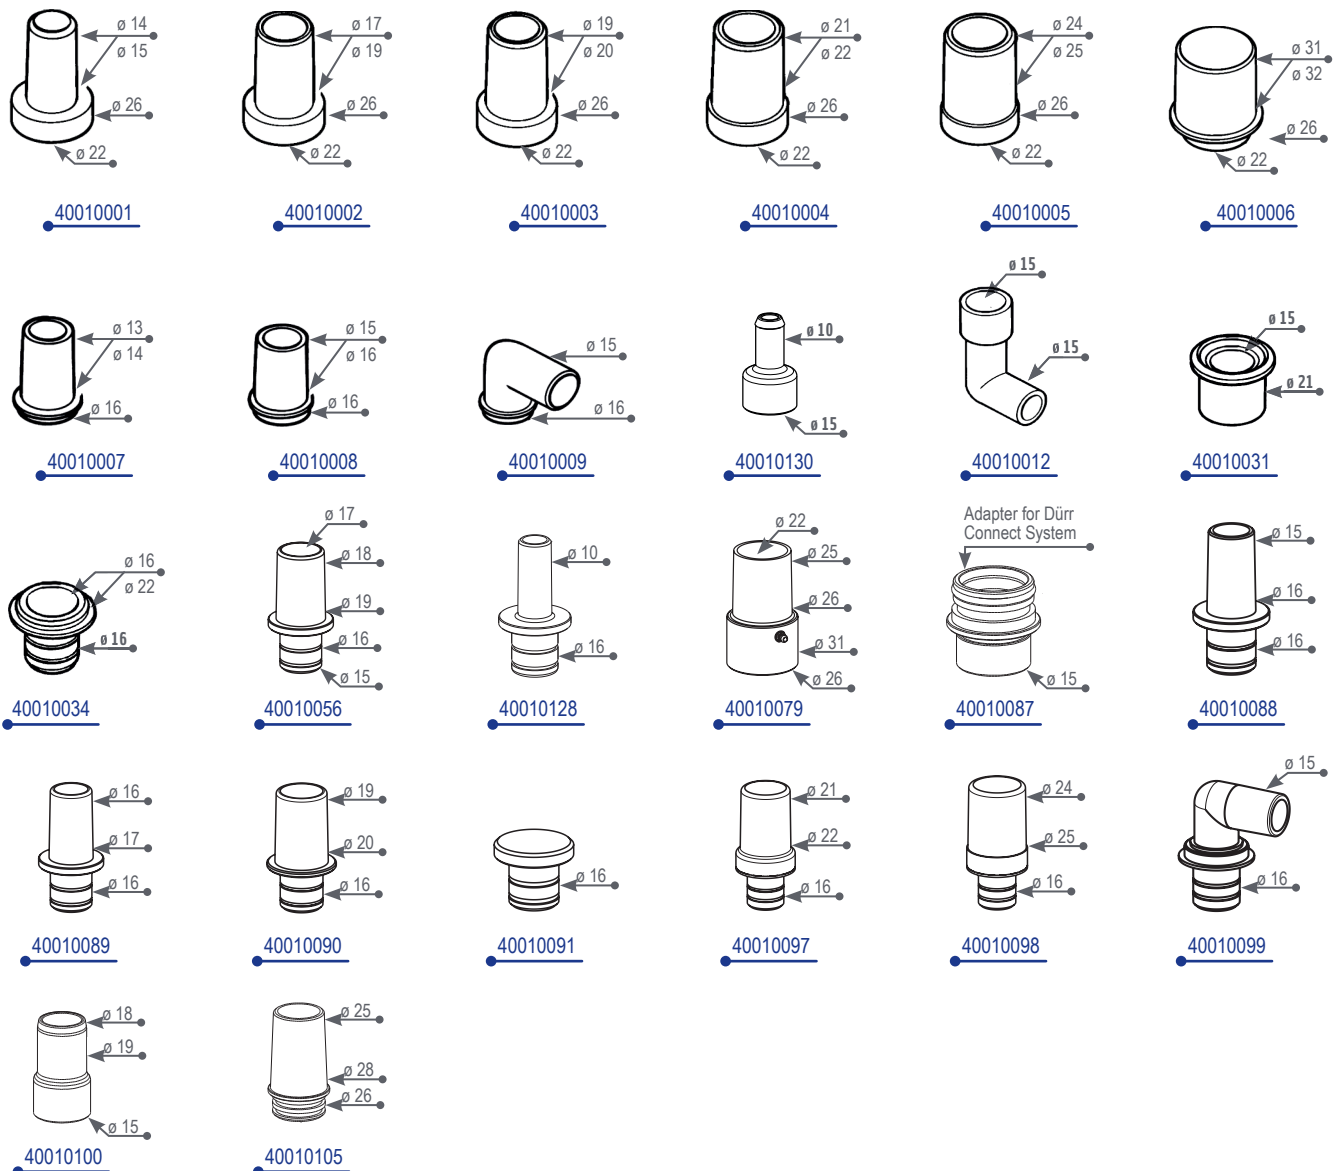 ø 14
ø 15
ø 26
ø 22
40010001
ø 17
ø 19
ø 26
ø 22
40010002
ø 19
ø 20
ø 26
ø 22
40010003
ø 21
ø 22
ø 26
ø 22
40010004
ø 24
ø 25
ø 26
ø 22
40010005
ø 31
ø 32
ø 26
ø 22
40010006
ø 13
ø 14
ø 16
40010007
ø 15
ø 16
ø 16
40010008
ø 15
ø 16
40010009
ø 10
ø 15
40010130
ø 15
ø 15
40010012
ø 15
ø 21
40010031
ø 16
ø 22
ø 16
40010034
ø 17
ø 18
ø 19
ø 16
ø 15
40010056
ø 10
ø 16
40010128
ø 22
ø 25
ø 26
ø 31
ø 26
40010079
Adapter for Dürr
Connect System
ø 15
40010087
ø 15
ø 16
ø 16
40010088
ø 16
ø 17
ø 16
40010089
ø 19
ø 20
ø 16
40010090
ø 16
40010091
ø 21
ø 22
ø 16
40010097
ø 24
ø 25
ø 16
40010098
ø 15
ø 16
40010099
ø 18
ø 19
ø 15
40010100
ø 25
ø 28
ø 26
40010105